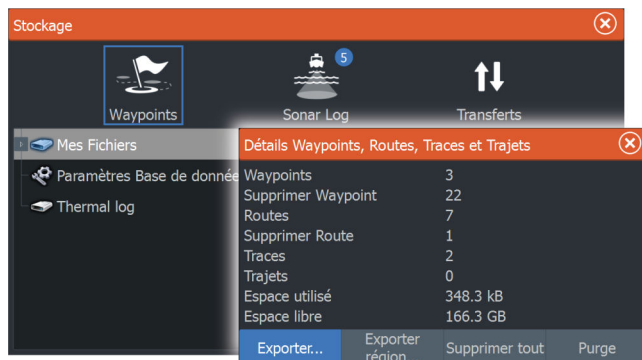 Stockage
5
Waypoints Sonar Log Transferts
Mes Fichiers
Paramètres Base de donnée
Thermal log
Détails Waypoints, Routes, Traces et Trajets
Waypoints 3
Supprimer Waypoint 22
Routes 7
Supprimer Route 1
Traces 2
Trajets 0
Espace utilisé 348.3 kB
Espace libre 166.3 GB
Exporter... Exporter région Supprimer tout Purge